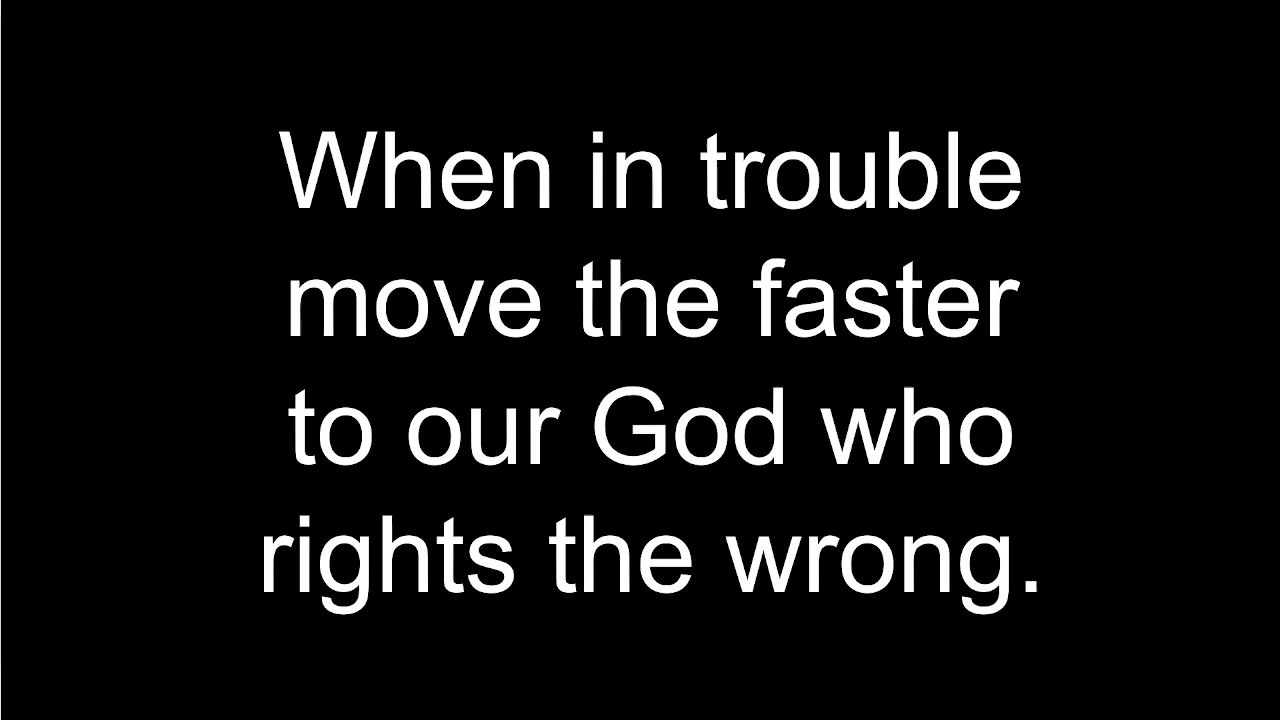 When in trouble
move the faster
to our God who
rights the wrong.